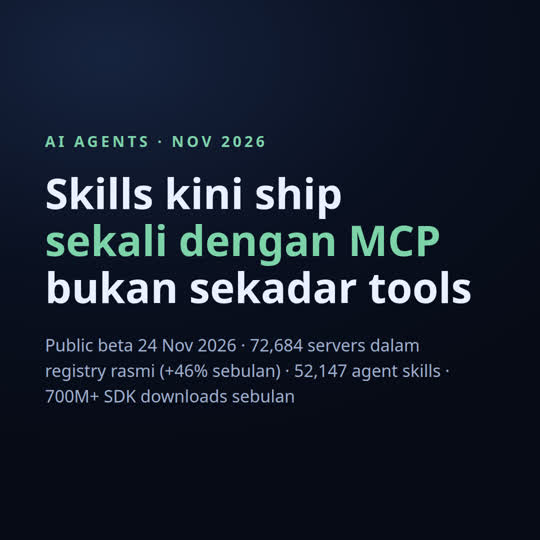 AI AGENTS · NOV 2026
Skills kini ship
sekali dengan MCP
bukan sekadar tools
Public beta 24 Nov 2026 · 72,684 servers dalam
registry rasmi (+46% sebulan) · 52,147 agent skills ·
700M+ SDK downloads sebulan